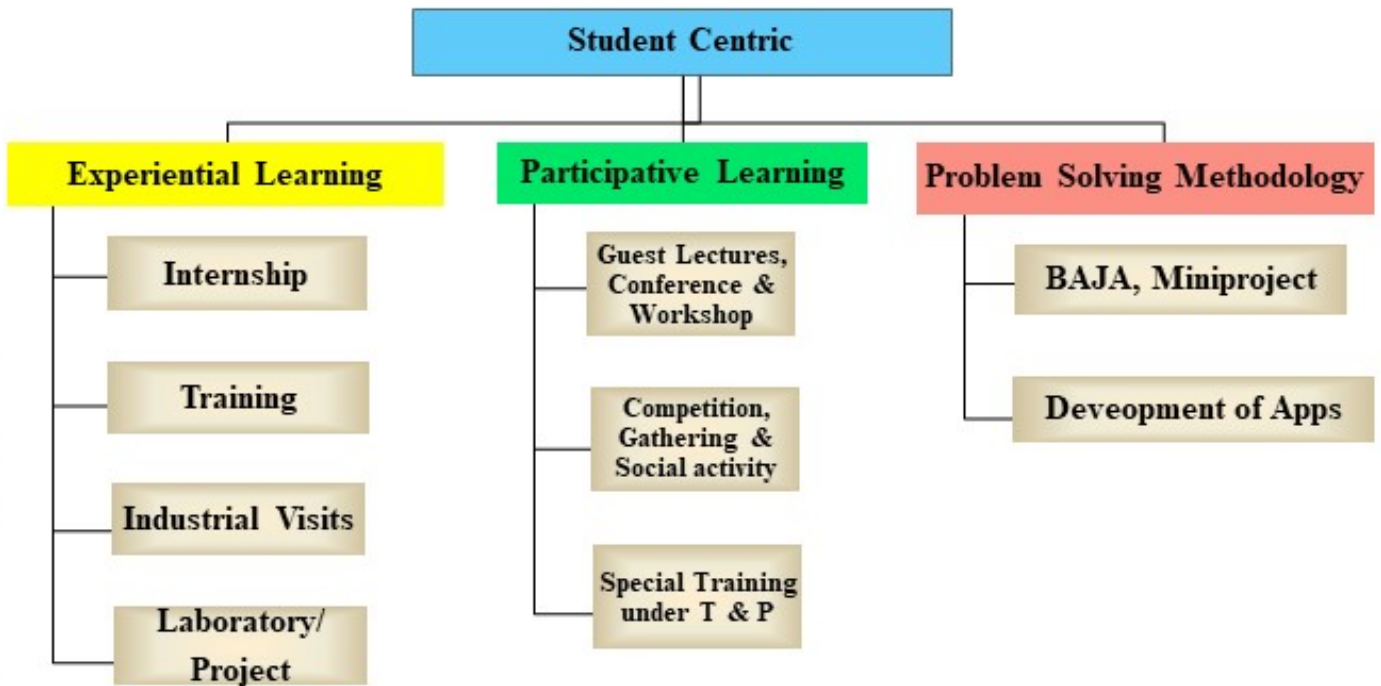 Student Centric
Experiential Learning
Internship
Training
Industrial Visits
Laboratory/
Project
Participative Learning
Guest Lectures,
Conference &
Workshop
Competition,
Gathering &
Social activity
Special Training
under T & P
Problem Solving Methodology
BAJA, Miniproject
Deveopment of Apps